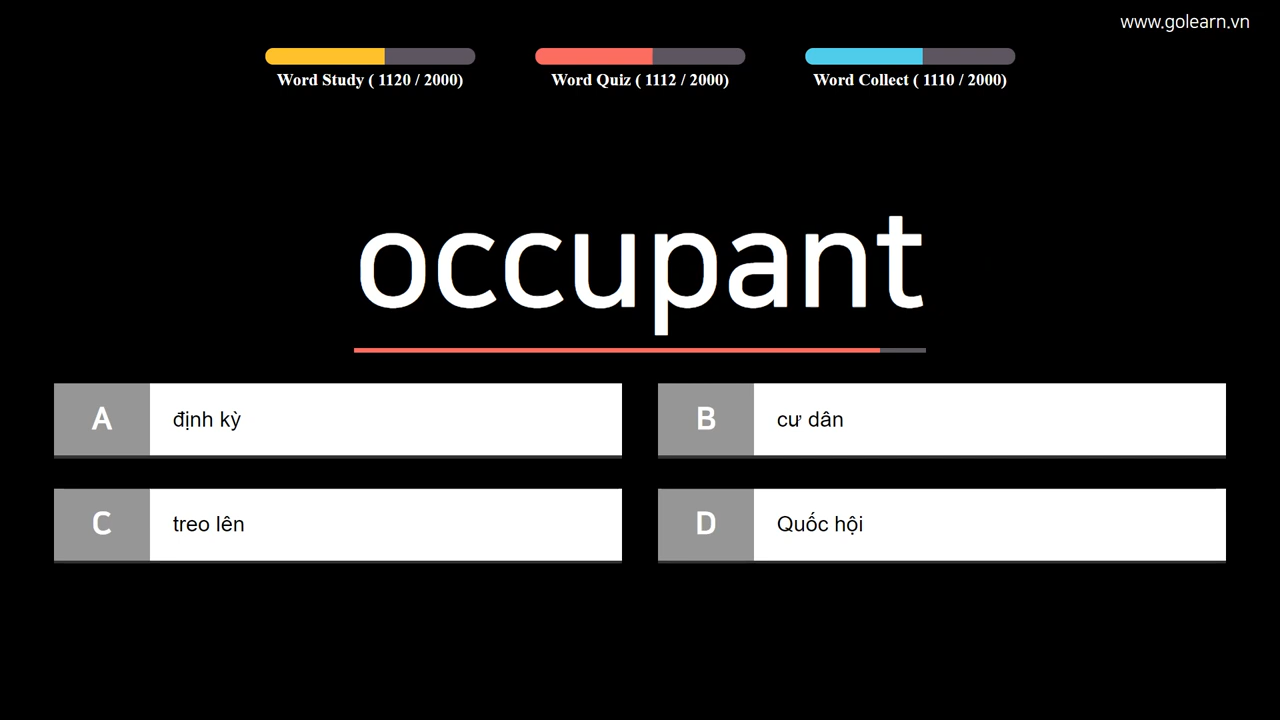 www.golearn.vn
Word Study ( 1120 / 2000)
Word Quiz ( 1112 / 2000)
Word Collect ( 1110 / 2000)
occupant
A định kỳ
B cư dân
C treo lên
D Quốc hội